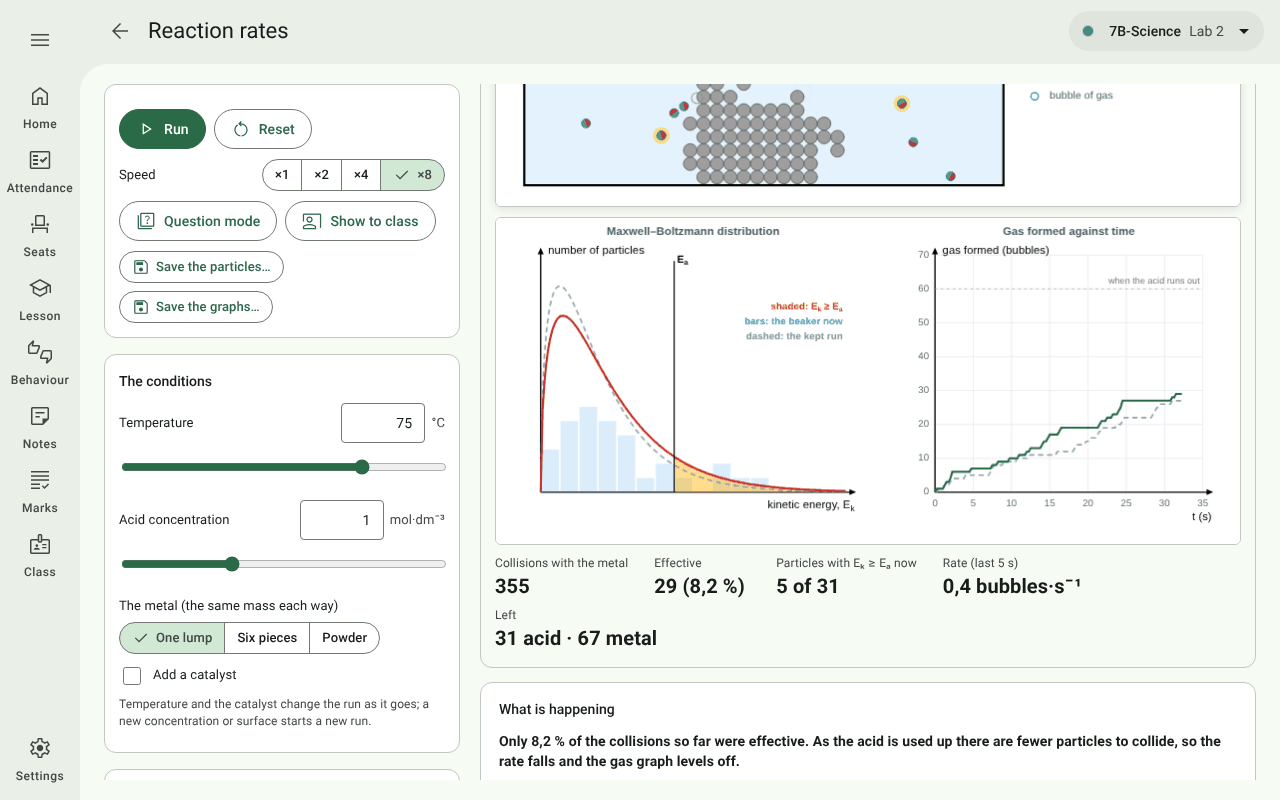 Reaction rates
7B-Science Lab 2
Home
Attendance
Seats
Lesson
Behaviour
Notes
Marks
Class
Settings
Run
Reset
Speed
×1
×2
×4
×8
Question mode
Show to class
Save the particles…
Save the graphs…
The conditions
Temperature
75 °C
Acid concentration
1 mol·dm⁻³
The metal (the same mass each way)
One lump
Six pieces
Powder
Add a catalyst
Temperature and the catalyst change the run as it goes; a
new concentration or surface starts a new run.
bubble of gas
Maxwell–Boltzmann distribution
number of particles
Eₐ
shaded: Eₖ ≥ Eₐ
bars: the beaker now
dashed: the kept run
kinetic energy, Eₖ
Gas formed against time
gas formed (bubbles)
when the acid runs out
70
60
50
40
30
20
10
0
0 5 10 15 20 25 30 35
t (s)
Collisions with the metal
355
Effective
29 (8,2 %)
Particles with Eₖ ≥ Eₐ now
5 of 31
Rate (last 5 s)
0,4 bubbles·s⁻¹
Left
31 acid · 67 metal
What is happening
Only 8,2 % of the collisions so far were effective. As the acid is used up there are fewer particles to collide, so the
rate falls and the gas graph levels off.